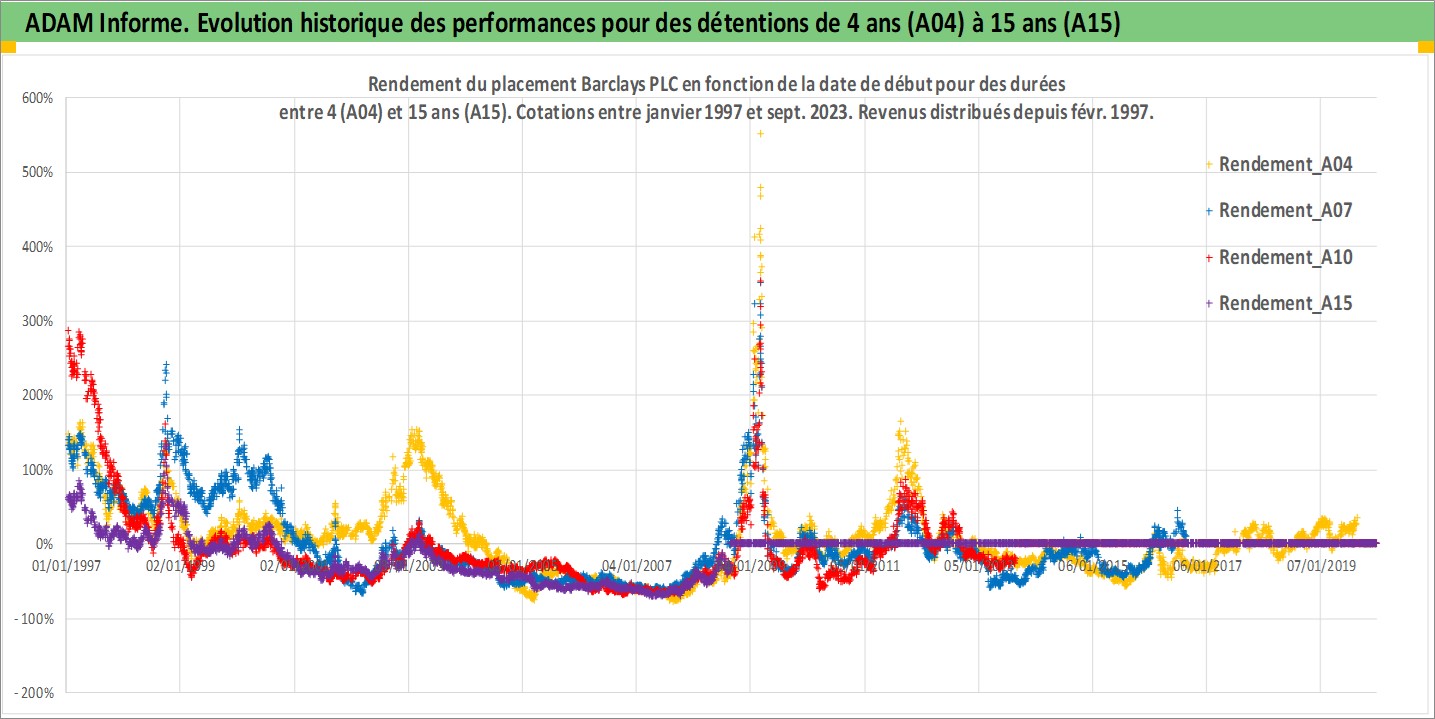 ADAM Informe. Evolution historique des performances pour des détentions de 4 ans (A04) à 15 ans (A15)
Rendement du placement Barclays PLC en fonction de la date de début pour des durées
entre 4 (A04) et 15 ans (A15). Cotations entre janvier 1997 et sept. 2023. Revenus distribués depuis févr. 1997.
600%
500%
400%
300%
200%
100%
0%
-100%
-200%
Rendement_A04
Rendement_A07
Rendement_A10
Rendement_A15
01/01/1997
02/01/1999
04/01/2007
06/01/2017
07/01/2019